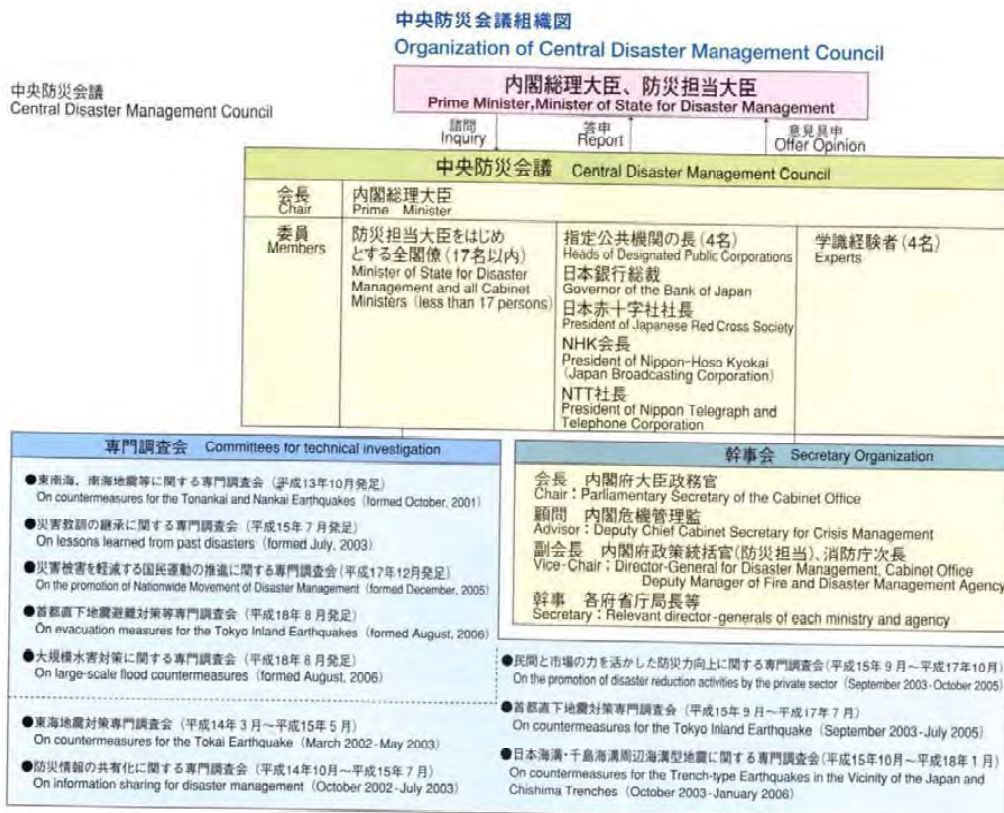 中央防災会議組織図
Organization of Central Disaster Management Council
中央防災会議
Central Disaster Management Council
内閣総理大臣、防災担当大臣
Prime Minister,Minister of State for Disaster Management
諮問
Inquiry
答申
Report
意見具申
Offer Opinion
中央防災会議 Central Disaster Management Council
会長
Chair
内閣総理大臣
Prime Minister
委員
Members
防災担当大臣をはじめ
とする全閣僚(17名以内)
Minister of State for Disaster
Management and all Cabinet
Ministers (less than 17 persons)
指定公共機関の長(4名)
Heads of Designated Public Corporations
日本銀行総裁
Governor of the Bank of Japan
日本赤十字社社長
President of Japanese Red Cross Society
NHK会長
President of Nippon-Hoso Kyokai
(Japan Broadcasting Corporation)
NTT社長
President of Nippon Telegraph and
Telephone Corporation
学識経験者(4名)
Experts
専門調査会 Committees for technical investigation
●東南海、南海地震等に関する専門調査会(平成13年10月発足)
On countermeasures for the Tonankai and Nankai Earthquakes (formed October, 2001)
●災害教訓の継承に関する専門調査会(平成15年7月発足)
On lessons learned from past disasters (formed July, 2003)
●災害被害を軽減する国民運動の推進に関する専門調査会(平成17年12月発足)
On the promotion of Nationwide Movement of Disaster Management (formed December, 2005)
●首都直下地震避難対策等専門調査会(平成18年8月発足)
On evacuation measures for the Tokyo Inland Earthquakes (formed August, 2006)
●大規模水害対策に関する専門調査会(平成18年8月発足)
On large-scale flood countermeasures (formed August, 2006)
●東海地震対策専門調査会(平成14年3月~平成15年5月)
On countermeasures for the Tokai Earthquake (March 2002-May 2003)
●防災情報の共有化に関する専門調査会(平成14年10月~平成15年7月)
On information sharing for disaster management (October 2002-July 2003)
幹事会 Secretary Organization
会長 内閣府大臣政務官
Chair:Parliamentary Secretary of the Cabinet Office
顧問 内閣危機管理監
Advisor:Deputy Chief Cabinet Secretary for Crisis Management
副会長 内閣府政策統括官(防災担当)、消防庁次長
Vice-Chair:Director-General for Disaster Management, Cabinet Office
Deputy Manager of Fire and Disaster Management Agency
幹事 各府省庁局長等
Secretary:Relevant director-generals of each ministry and agency
●民間と市場の力を活かした防災力向上に関する専門調査会(平成15年9月~平成17年10月)
On the promotion of disaster reduction activities by the private sector (September 2003-October 2005)
●首都直下地震対策専門調査会(平成15年9月~平成17年7月)
On countermeasures for the Tokyo Inland Earthquake (September 2003-July 2005)
●日本海溝・千島海溝周辺海溝型地震に関する専門調査会(平成15年10月~平成18年1月)
On countermeasures for the Trench-type Earthquakes in the Vicinity of the Japan and
Chishima Trenches (October 2003-January 2006)